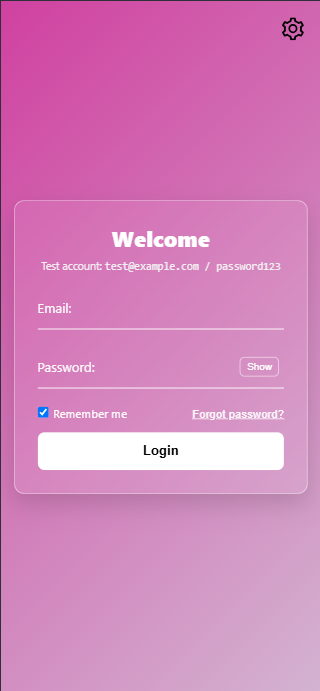 Welcome
Test account: test@example.com / password123
Email:
Password:
Show
Remember me
Forgot password?
Login